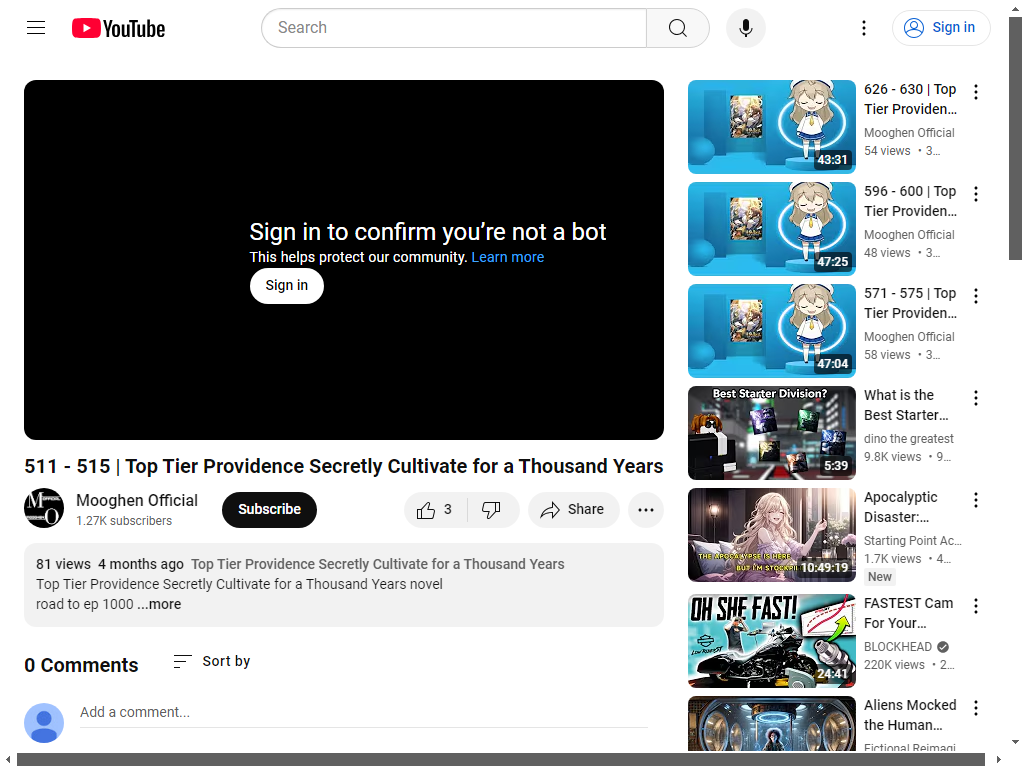 YouTube
Search
Sign in
Sign in to confirm you’re not a bot
This helps protect our community. Learn more
Sign in
511 - 515 | Top Tier Providence Secretly Cultivate for a Thousand Years
Mooghen Official
1.27K subscribers
Subscribe
3
Share
81 views 4 months ago Top Tier Providence Secretly Cultivate for a Thousand Years
Top Tier Providence Secretly Cultivate for a Thousand Years novel
road to ep 1000 ...more
0 Comments
Sort by
Add a comment...
43:31
626 - 630 | Top
Tier Providen...
Mooghen Official
54 views • 3...
47:25
596 - 600 | Top
Tier Providen...
Mooghen Official
48 views • 3...
47:04
571 - 575 | Top
Tier Providen...
Mooghen Official
58 views • 3...
Best Starter Division?
5:39
What is the
Best Starter...
dino the greatest
9.8K views • 9...
THE APOCALYPSE IS HERE,
10:49:19
Apocalyptic
Disaster:...
Starting Point Ac...
1.7K views • 4...
New
OH SHE FAST!
24:41
FASTEST Cam
For Your...
BLOCKHEAD
220K views • 2...
Aliens Mocked
the Human...
Fictional Reimagi